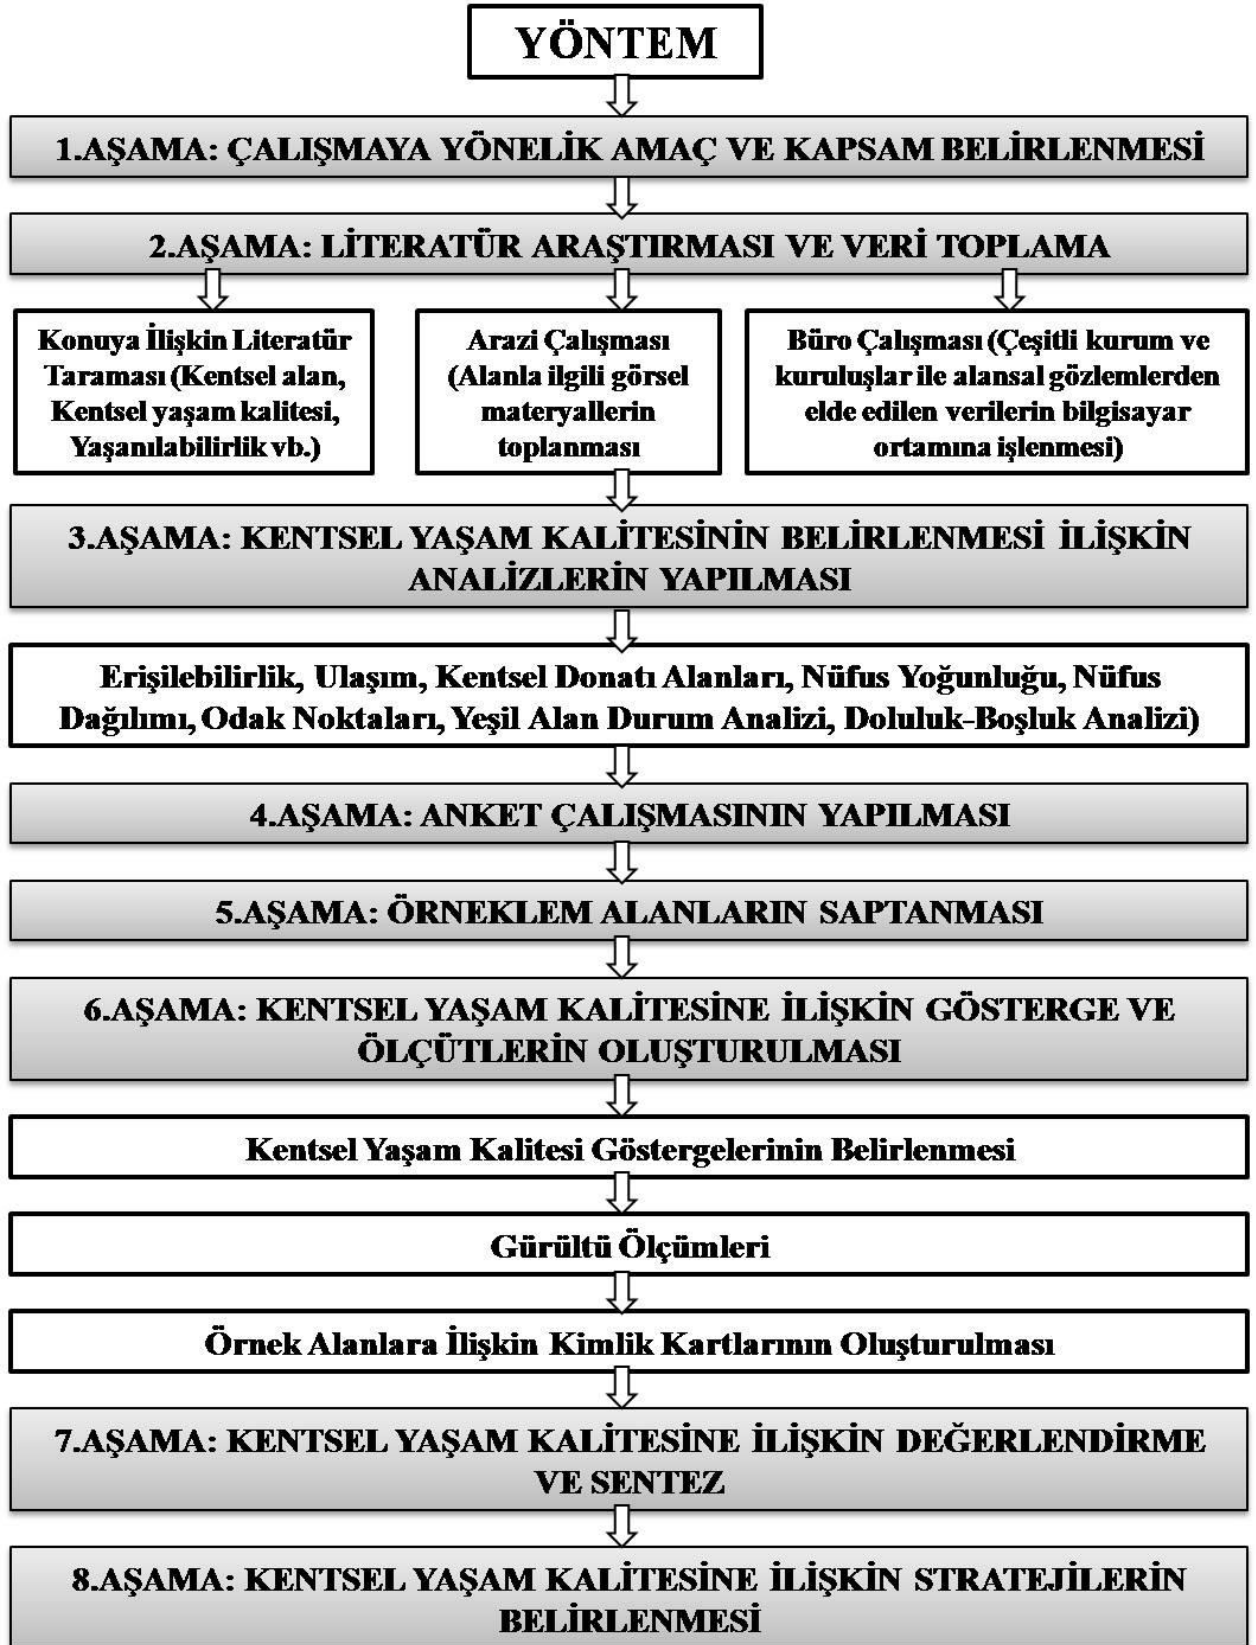 YÖNTEM
1.AŞAMA: ÇALIŞMAYA YÖNELİK AMAÇ VE KAPSAM BELİRLENMESİ
2.AŞAMA: LİTERATÜR ARAŞTIRMASI VE VERİ TOPLAMA
Konuya İlişkin Literatür
Taraması (Kentsel alan,
Kentsel yaşam kalitesi,
Yaşanılabilirlik vb.)
Arazi Çalışması
(Alanla ilgili görsel
materyallerin
toplanması
Büro Çalışması (Çeşitli kurum ve
kuruluşlar ile alansal gözlemlerden
elde edilen verilerin bilgisayar
ortamına işlenmesi)
3.AŞAMA: KENTSEL YAŞAM KALİTESİNİN BELİRLENMESİ İLİŞKİN
ANALİZLERİN YAPILMASI
Erişilebilirlik, Ulaşım, Kentsel Donatı Alanları, Nüfus Yoğunluğu, Nüfus
Dağılımı, Odak Noktaları, Yeşil Alan Durum Analizi, Doluluk-Boşluk Analizi)
4.AŞAMA: ANKET ÇALIŞMASININ YAPILMASI
5.AŞAMA: ÖRNEKLEM ALANLARIN SAPTANMASI
6.AŞAMA: KENTSEL YAŞAM KALİTESİNE İLİŞKİN GÖSTERGE VE
ÖLÇÜTLERİN OLUŞTURULMASI
Kentsel Yaşam Kalitesi Göstergelerinin Belirlenmesi
Gürültü Ölçümleri
Örnek Alanlara İlişkin Kimlik Kartlarının Oluşturulması
7.AŞAMA: KENTSEL YAŞAM KALİTESİNE İLİŞKİN DEĞERLENDİRME
VE SENTEZ
8.AŞAMA: KENTSEL YAŞAM KALİTESİNE İLİŞKİN STRATEJİLERİN
BELİRLENMESİ